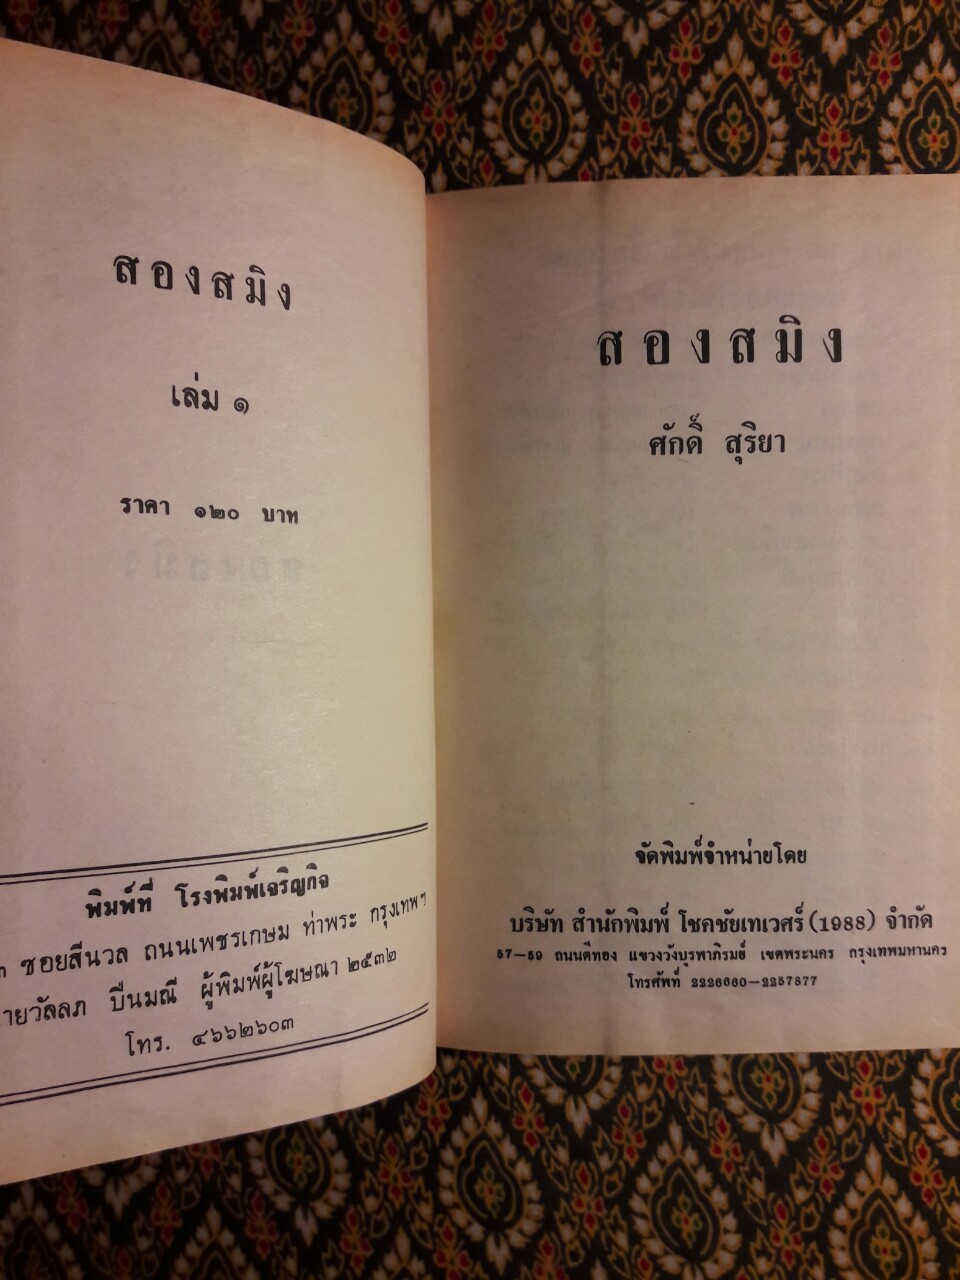 สองสมิง
เล่ม ๑
ราคา ๑๒๐ บาท
พิมพ์ที่ โรงพิมพ์เจริญกิจ
ซอยสีนวล ถนนเพชรเกษม ท่าพระ กรุงเทพฯ
ายวัลลภ ปิ่นมณี ผู้พิมพ์ผู้โฆษณา ๒๕๓๒
โทร. ๔๖๖๒๖๐๓
สองสมิง
ศักดิ์ สุริยา
จัดพิมพ์จำหน่ายโดย
บริษัท สำนักพิมพ์ โชคชัยเทเวศร์ (1988) จำกัด
57-59 ถนนตีทอง แขวงวังบูรพาภิรมย์ เขตพระนคร กรุงเทพมหานคร
โทรศัพท์ 2226660-2257877